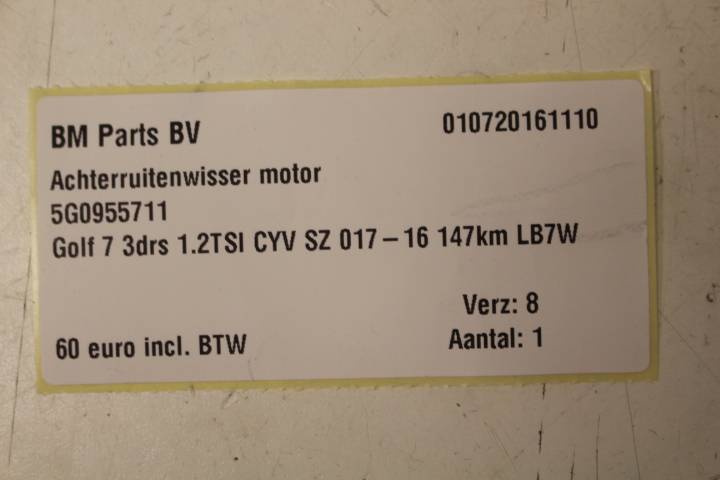 BM Parts BV 010720161110
Achterruitenwisser motor
5G0955711
Golf 7 3drs 1.2TSI CYV SZ 017-16 147km LB7W
Verz: 8
60 euro incl. BTW Aantal: 1